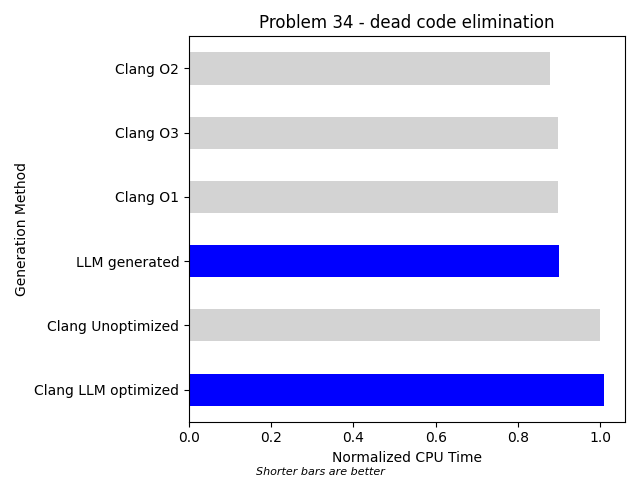 Problem 34 - dead code elimination
Clang O2
Clang O3
Clang O1
LLM generated
Clang Unoptimized
Clang LLM optimized
Generation Method
0.0 0.2 0.4 0.6 0.8 1.0
Normalized CPU Time
Shorter bars are better